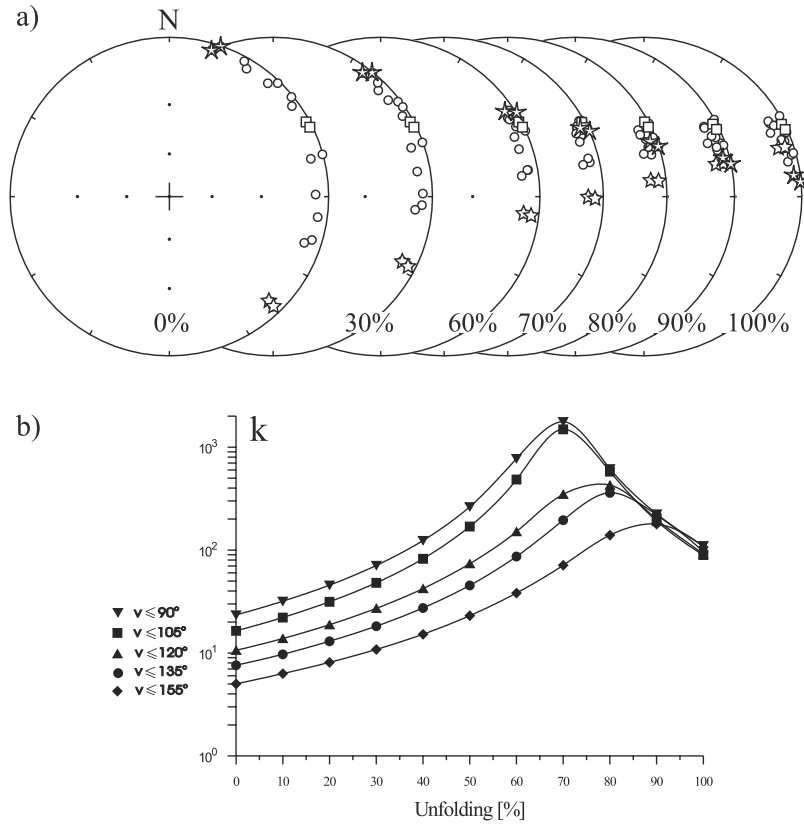 a)
N
0%
30%
60%
70%
80%
90%
100%
b)
k
10³
10²
10¹
10⁰
v ≤ 90°
v ≤ 105°
v ≤ 120°
v ≤ 135°
v ≤ 155°
0 10 20 30 40 50 60 70 80 90 100
Unfolding [%]